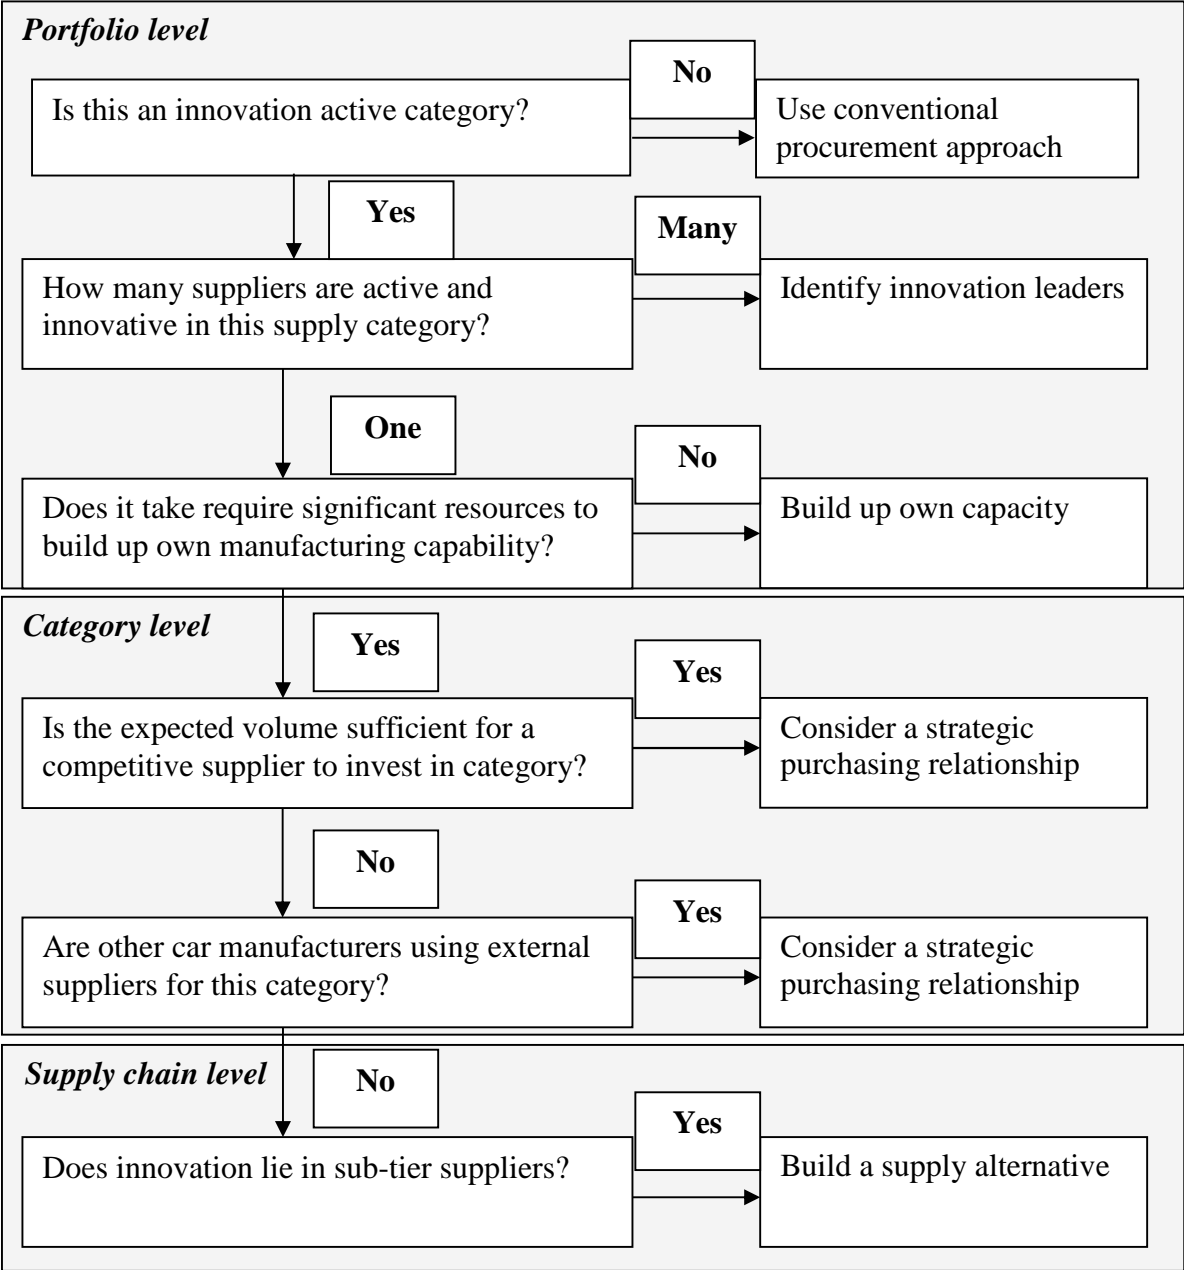 Portfolio level
No
Is this an innovation active category?
Use conventional
procurement approach
Yes
Many
How many suppliers are active and
innovative in this supply category?
Identify innovation leaders
One
No
Does it take require significant resources to
build up own manufacturing capability?
Build up own capacity
Category level
Yes
Yes
Is the expected volume sufficient for a
competitive supplier to invest in category?
Consider a strategic
purchasing relationship
No
Yes
Are other car manufacturers using external
suppliers for this category?
Consider a strategic
purchasing relationship
Supply chain level
No
Yes
Does innovation lie in sub-tier suppliers?
Build a supply alternative